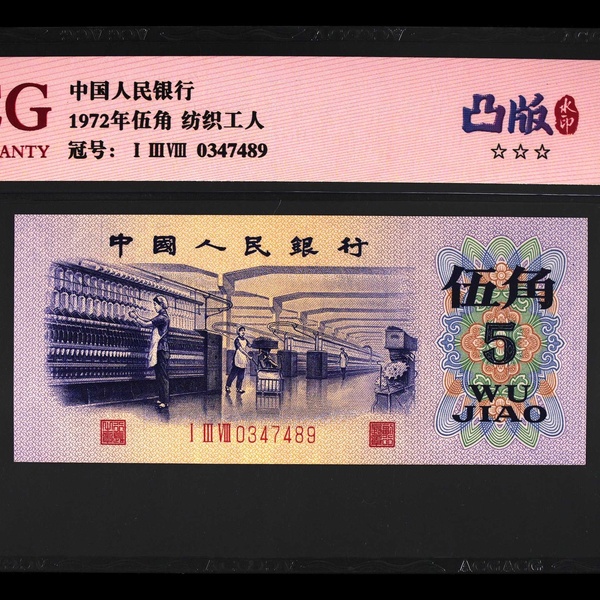 EG
中国人民银行
1972年伍角 纺织工人
冠号: Ⅰ Ⅲ Ⅷ 0347489
ANTY
凸版
水印
☆☆☆
中國人民銀行
伍角
5
WU
JIAO
Ⅰ Ⅲ Ⅷ 0347489